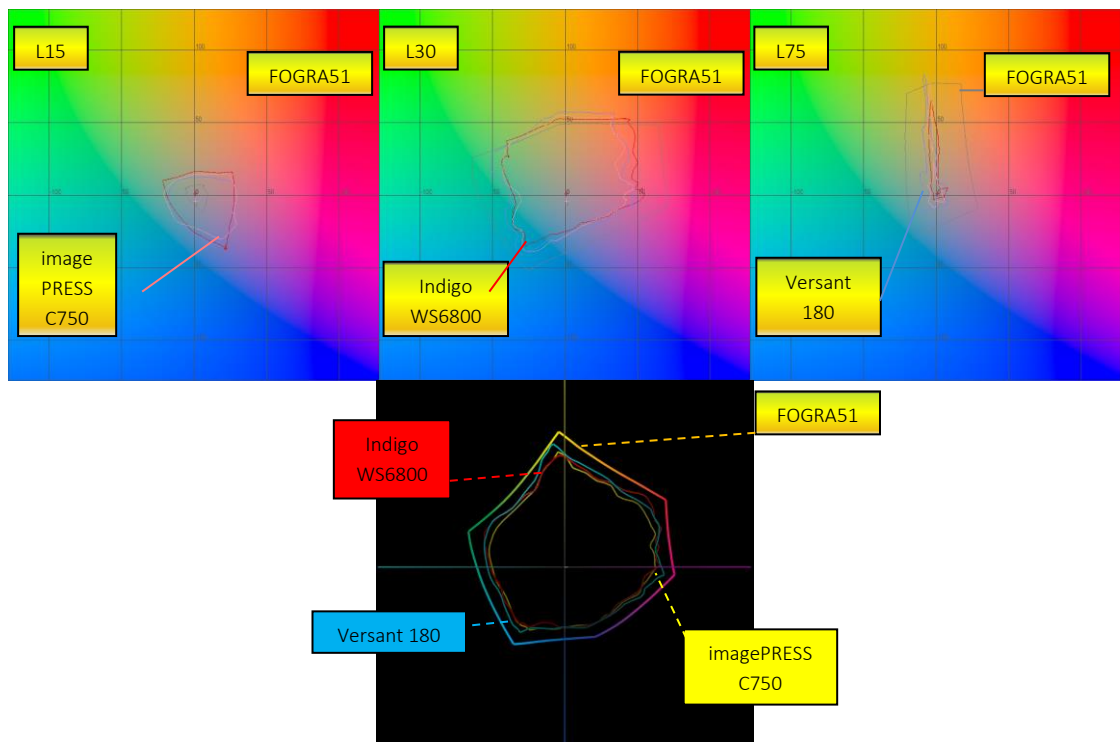 L15
FOGRA51
image
PRESS
C750
L30
FOGRA51
Indigo
WS6800
L75
FOGRA51
Versant
180
Indigo
WS6800
FOGRA51
Versant 180
imagePRESS
C750